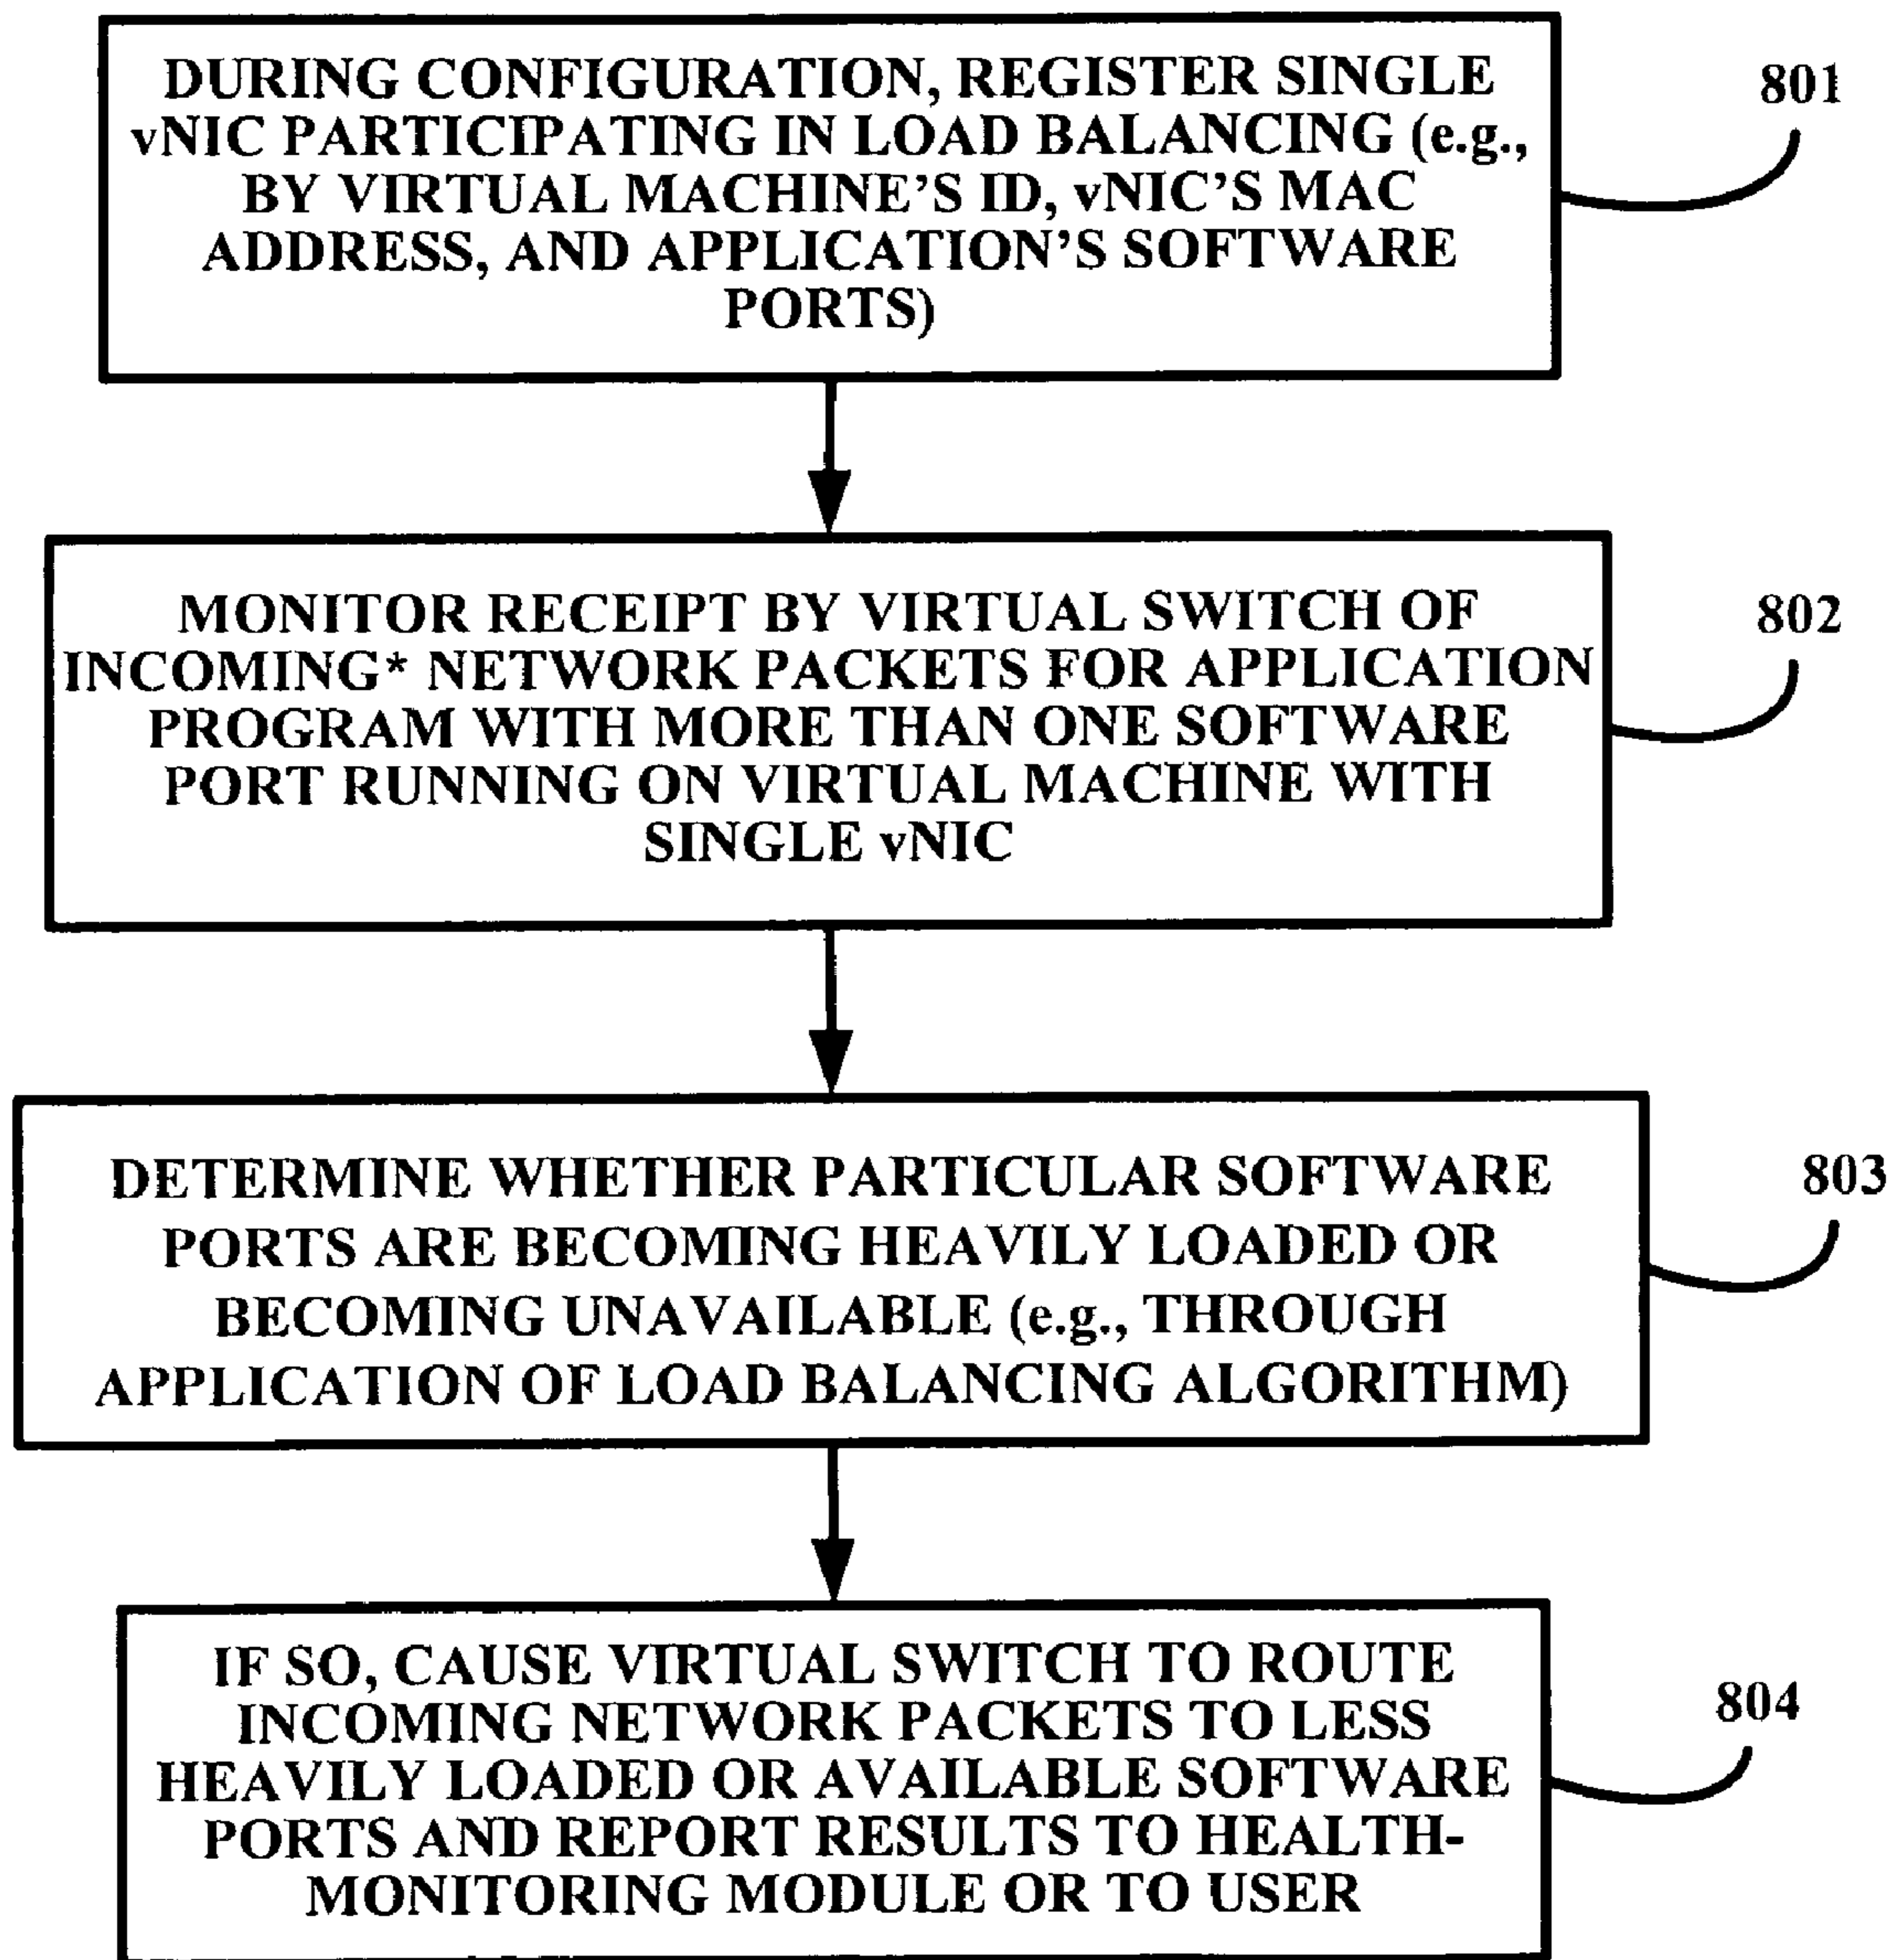 DURING CONFIGURATION, REGISTER SINGLE
vNIC PARTICIPATING IN LOAD BALANCING (e.g.,
BY VIRTUAL MACHINE'S ID, vNIC'S MAC
ADDRESS, AND APPLICATION'S SOFTWARE
PORTS)
801
MONITOR RECEIPT BY VIRTUAL SWITCH OF
INCOMING* NETWORK PACKETS FOR APPLICATION
PROGRAM WITH MORE THAN ONE SOFTWARE
PORT RUNNING ON VIRTUAL MACHINE WITH
SINGLE vNIC
802
DETERMINE WHETHER PARTICULAR SOFTWARE
PORTS ARE BECOMING HEAVILY LOADED OR
BECOMING UNAVAILABLE (e.g., THROUGH
APPLICATION OF LOAD BALANCING ALGORITHM)
803
IF SO, CAUSE VIRTUAL SWITCH TO ROUTE
INCOMING NETWORK PACKETS TO LESS
HEAVILY LOADED OR AVAILABLE SOFTWARE
PORTS AND REPORT RESULTS TO HEALTH-
MONITORING MODULE OR TO USER
804